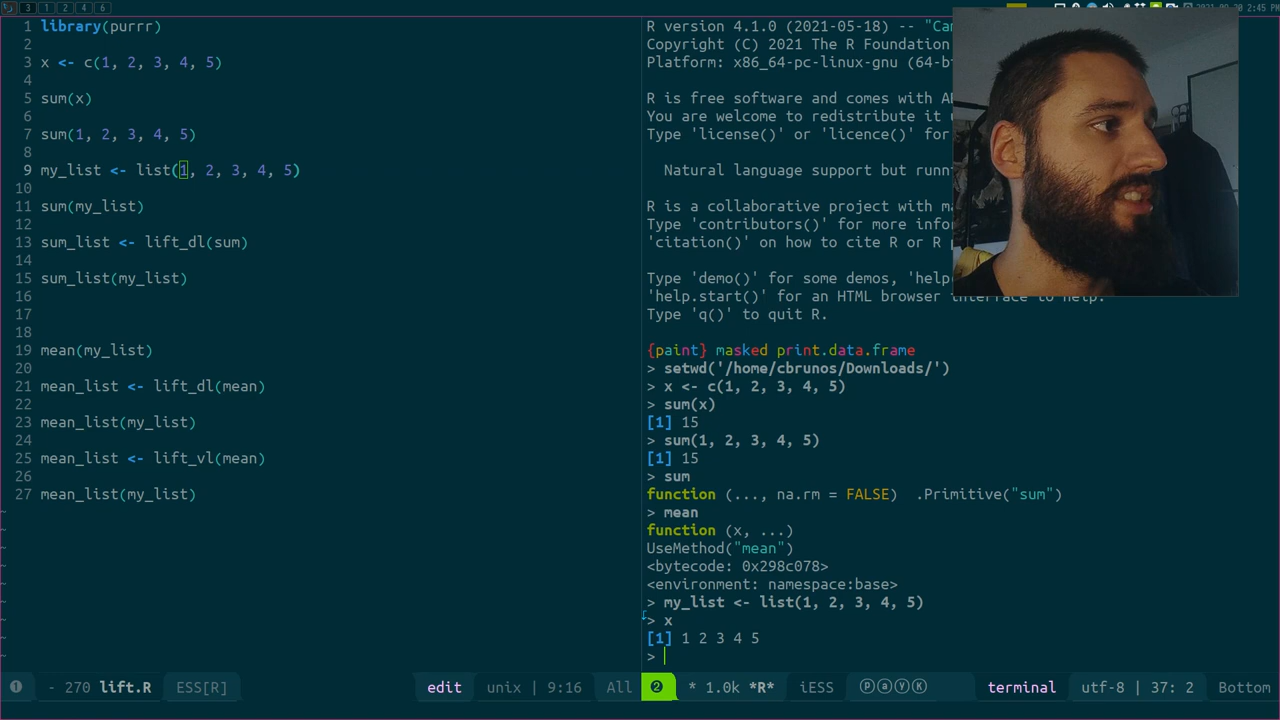 3 1 2 4 6
2:45 PM
1 library(purrr)
2
3 x <- c(1, 2, 3, 4, 5)
4
5 sum(x)
6
7 sum(1, 2, 3, 4, 5)
8
9 my_list <- list(1, 2, 3, 4, 5)
10
11 sum(my_list)
12
13 sum_list <- lift_dl(sum)
14
15 sum_list(my_list)
16
17
18
19 mean(my_list)
20
21 mean_list <- lift_dl(mean)
22
23 mean_list(my_list)
24
25 mean_list <- lift_vl(mean)
26
27 mean_list(my_list)
~
~
~
~
~
~
~
~
~
R version 4.1.0 (2021-05-18) -- "Ca
Copyright (C) 2021 The R Foundation
Platform: x86_64-pc-linux-gnu (64-b
R is free software and comes with A
You are welcome to redistribute it
Type 'license()' or 'licence()' for
Natural language support but runn
R is a collaborative project with m
Type 'contributors()' for more info
'citation()' on how to cite R or R
Type 'demo()' for some demos, 'help
'help.start()' for an HTML browser interface to help.
Type 'q()' to quit R.
{paint} masked print.data.frame
> setwd('/home/cbrunos/Downloads/')
> x <- c(1, 2, 3, 4, 5)
> sum(x)
[1] 15
> sum(1, 2, 3, 4, 5)
[1] 15
> sum
function (..., na.rm = FALSE) .Primitive("sum")
> mean
function (x, ...)
UseMethod("mean")
<bytecode: 0x298c078>
<environment: namespace:base>
> my_list <- list(1, 2, 3, 4, 5)
> x
[1] 1 2 3 4 5
>
❶ - 270 lift.R ESS[R] edit unix | 9:16 All
❷ * 1.0k *R* iESS ⓟⓐⓨⓀ terminal utf-8 | 37: 2 Bottom